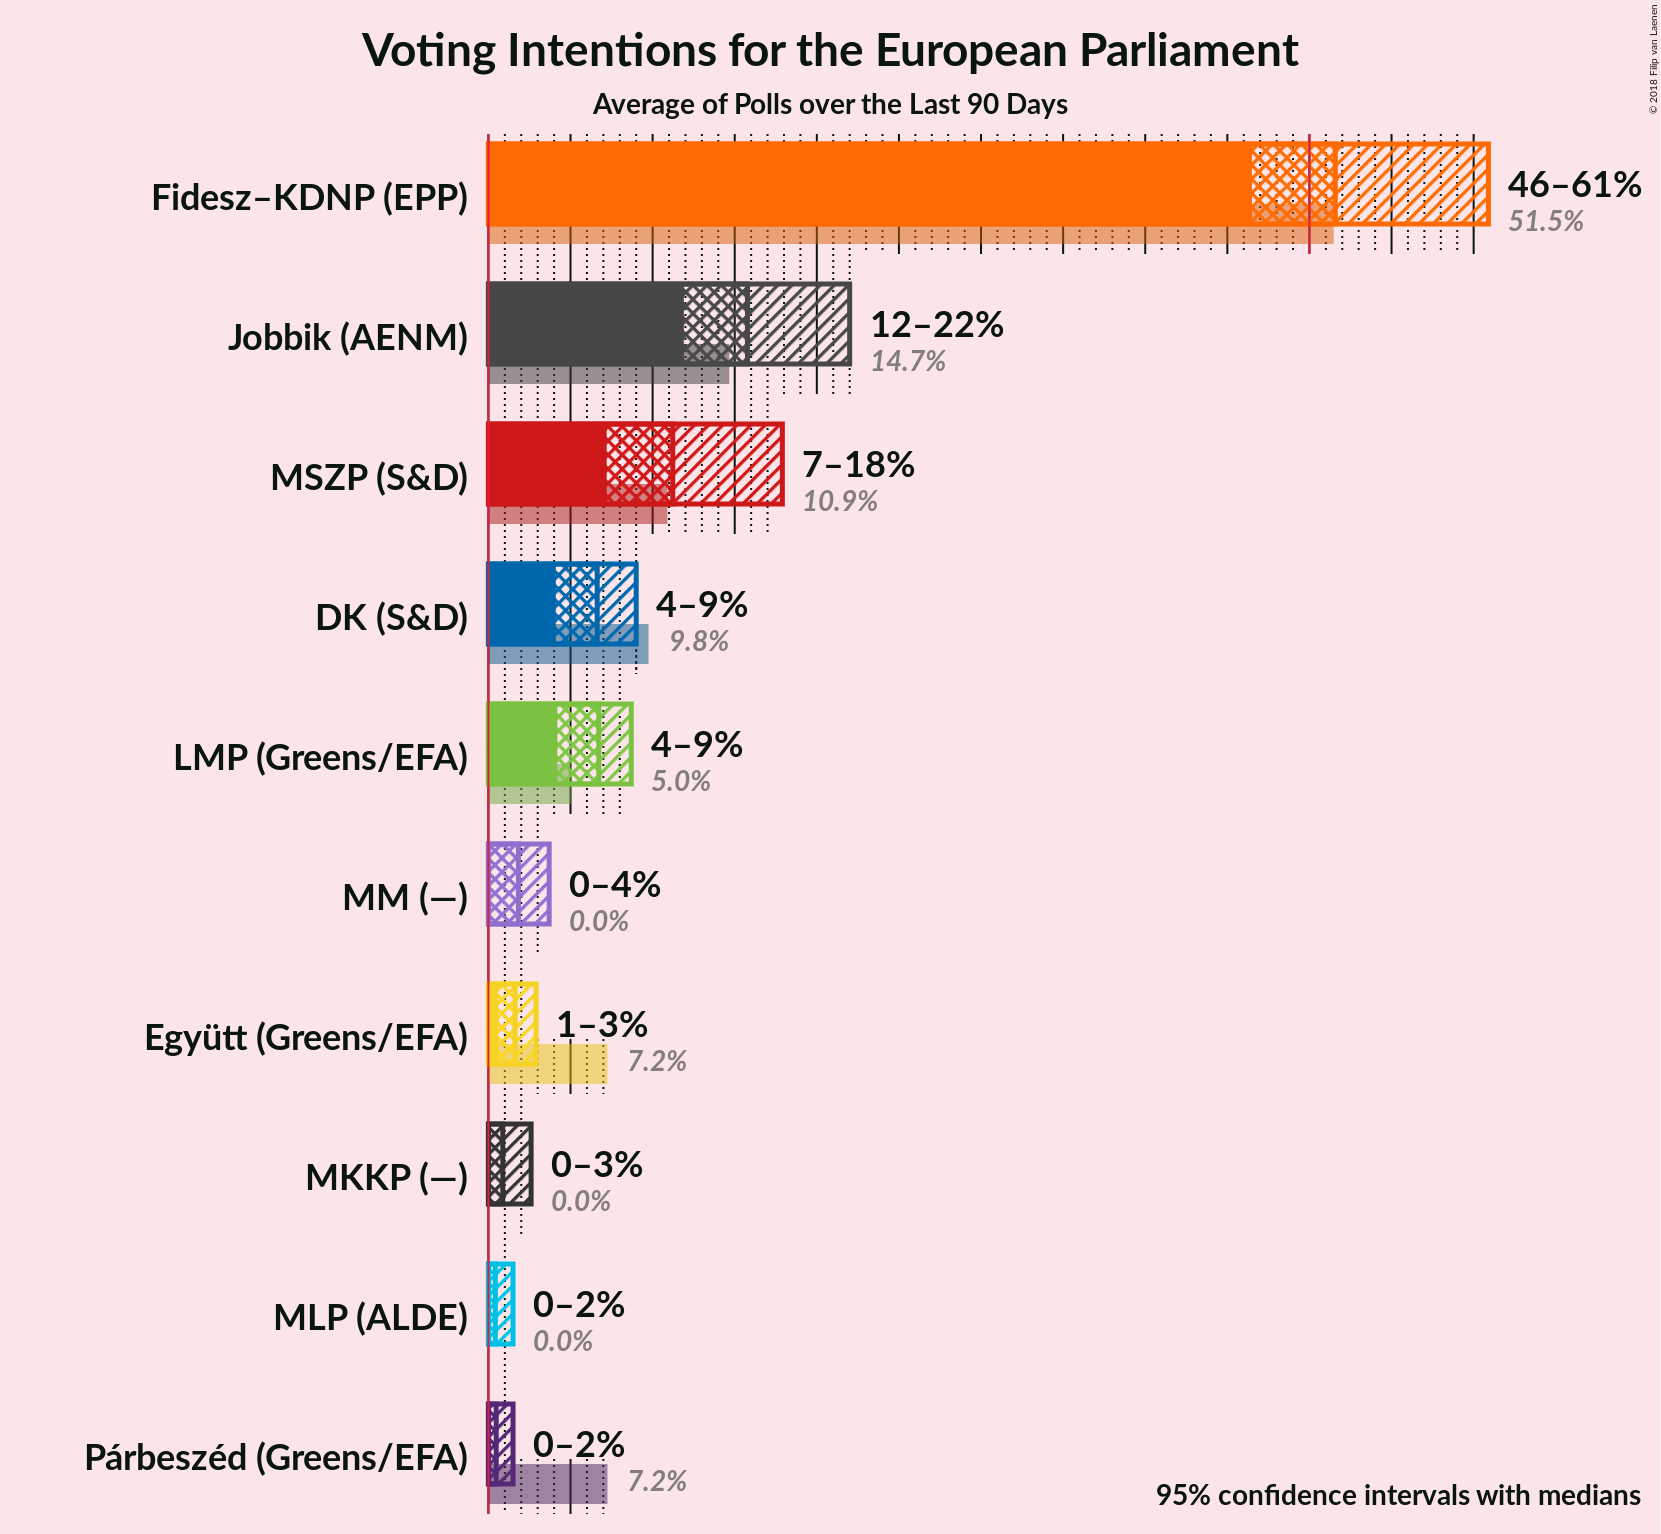 Voting Intentions for the European Parliament
Average of Polls over the Last 90 Days
© 2018 Filip van Laenen
Fidesz–KDNP (EPP)
46–61%
51.5%
Jobbik (AENM)
12–22%
14.7%
MSZP (S&D)
7–18%
10.9%
DK (S&D)
4–9%
9.8%
LMP (Greens/EFA)
4–9%
5.0%
MM (—)
0–4%
0.0%
Együtt (Greens/EFA)
1–3%
7.2%
MKKP (—)
0–3%
0.0%
MLP (ALDE)
0–2%
0.0%
Párbeszéd (Greens/EFA)
0–2%
7.2%
95% confidence intervals with medians